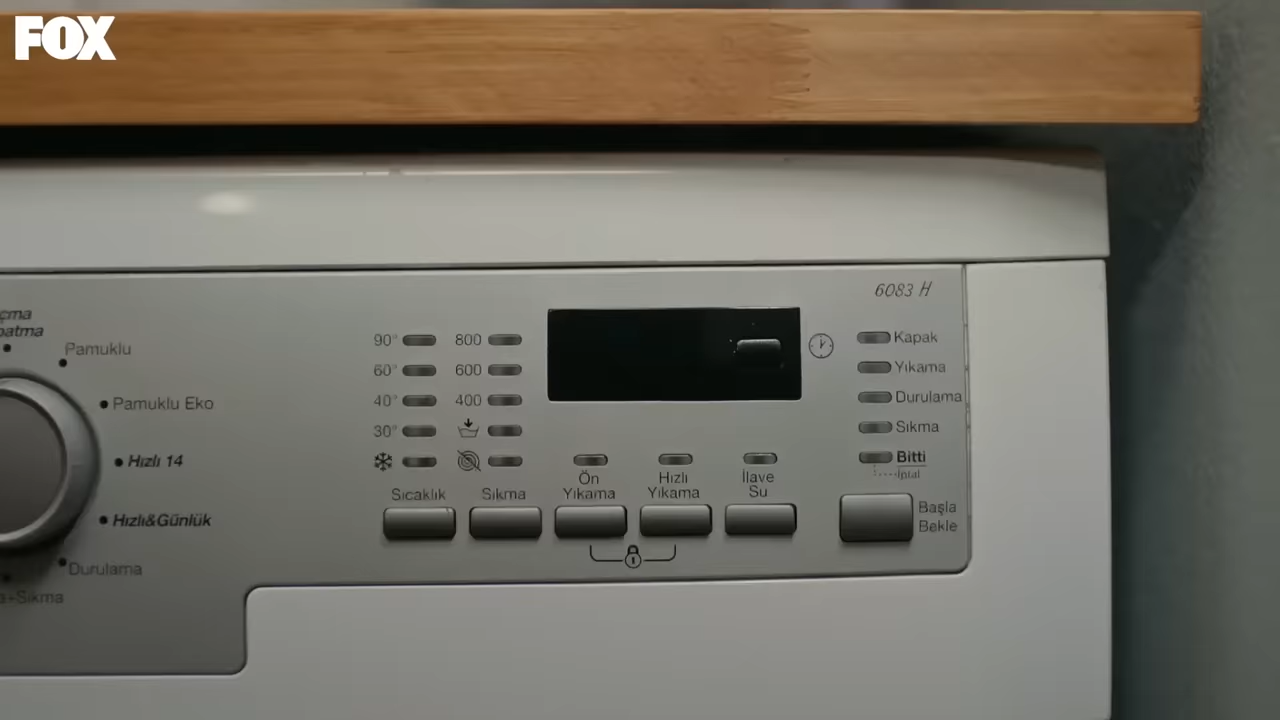 FOX
6083 H
Pamuklu
Pamuklu Eko
Hızlı 14
Hızlı&Günlük
Durulama
90°
60°
40°
30°
Sıcaklık
800
600
400
Sıkma
Ön
Yıkama
Hızlı
Yıkama
İlave
Su
Kapak
Yıkama
Durulama
Sıkma
Bitti
İptal
Başla
Bekle